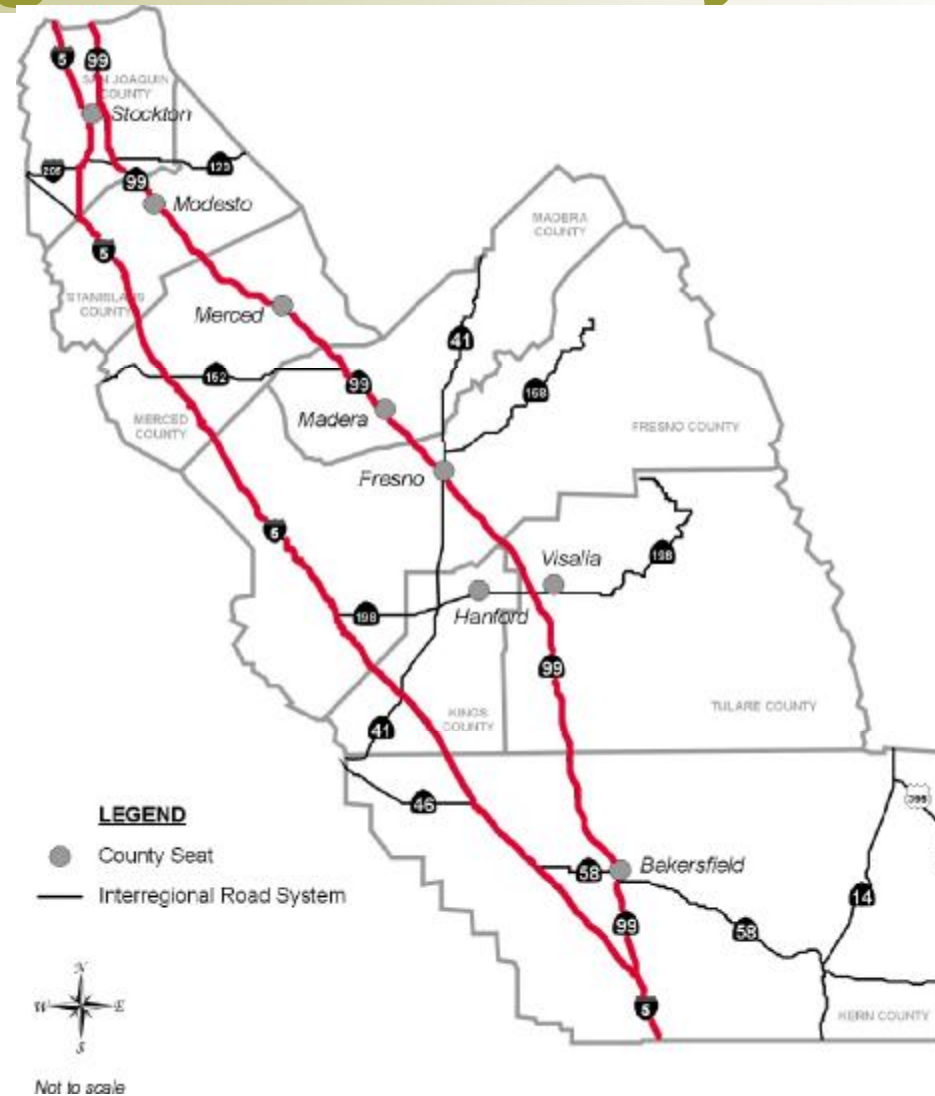 5
99
SAN JOAQUIN
COUNTY
Stockton
205
99
Modesto
5
STANISLAUS
COUNTY
Merced
MADERA
COUNTY
41
152
99
168
Madera
MERCED
COUNTY
FRESNO COUNTY
Fresno
5
Visalia
198
198
Hanford
99
KINGS
COUNTY
TULARE COUNTY
41
46
395
LEGEND
County Seat
Interregional Road System
58
Bakersfield
14
99
58
N
W
E
S
5
KERN COUNTY
Not to scale